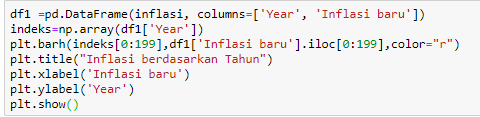 df1 =pd.DataFrame(inflasi, columns=['Year', 'Inflasi baru'])
indeks=np.array(df1['Year'])
plt.barh(indeks[0:199],df1['Inflasi baru'].iloc[0:199],color="r")
plt.title("Inflasi berdasarkan Tahun")
plt.xlabel('Inflasi baru')
plt.ylabel('Year')
plt.show()